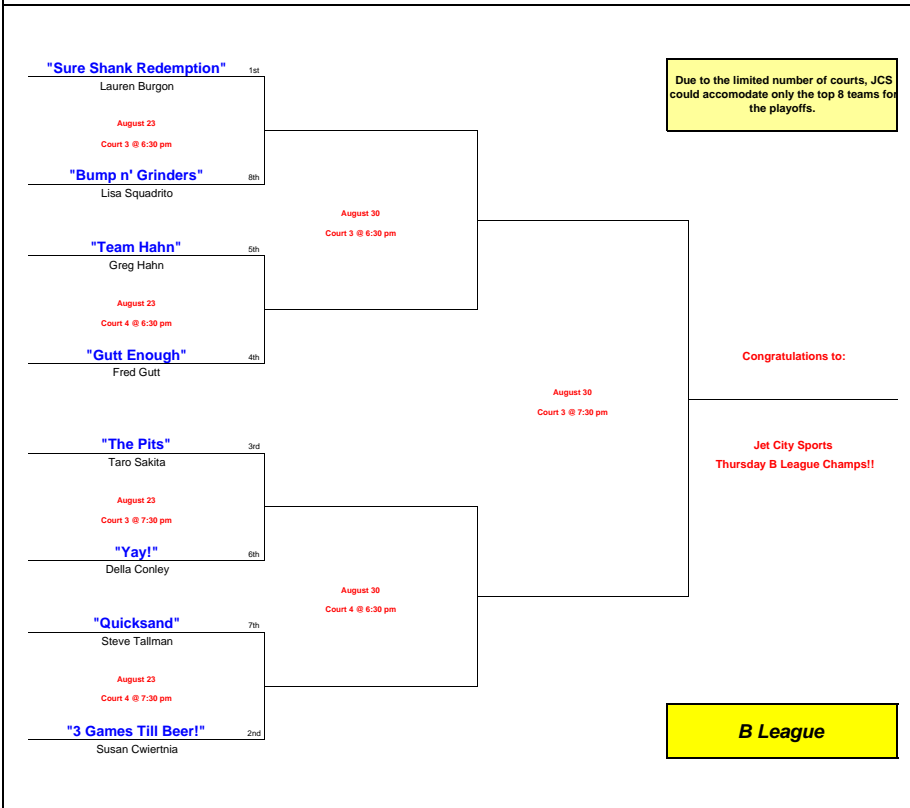 "Sure Shank Redemption" 1st
Lauren Burgon
August 23
Court 3 @ 6:30 pm
"Bump n' Grinders" 8th
Lisa Squadrito
August 30
Court 3 @ 6:30 pm
"Team Hahn" 5th
Greg Hahn
August 23
Court 4 @ 6:30 pm
"Gutt Enough" 4th
Fred Gutt
August 30
Court 3 @ 7:30 pm
"The Pits" 3rd
Taro Sakita
August 23
Court 3 @ 7:30 pm
"Yay!" 6th
Della Conley
August 30
Court 4 @ 6:30 pm
"Quicksand" 7th
Steve Tallman
August 23
Court 4 @ 7:30 pm
"3 Games Till Beer!" 2nd
Susan Cwiertnia
Due to the limited number of courts, JCS
could accomodate only the top 8 teams for
the playoffs.
Congratulations to:
Jet City Sports
Thursday B League Champs!!
B League